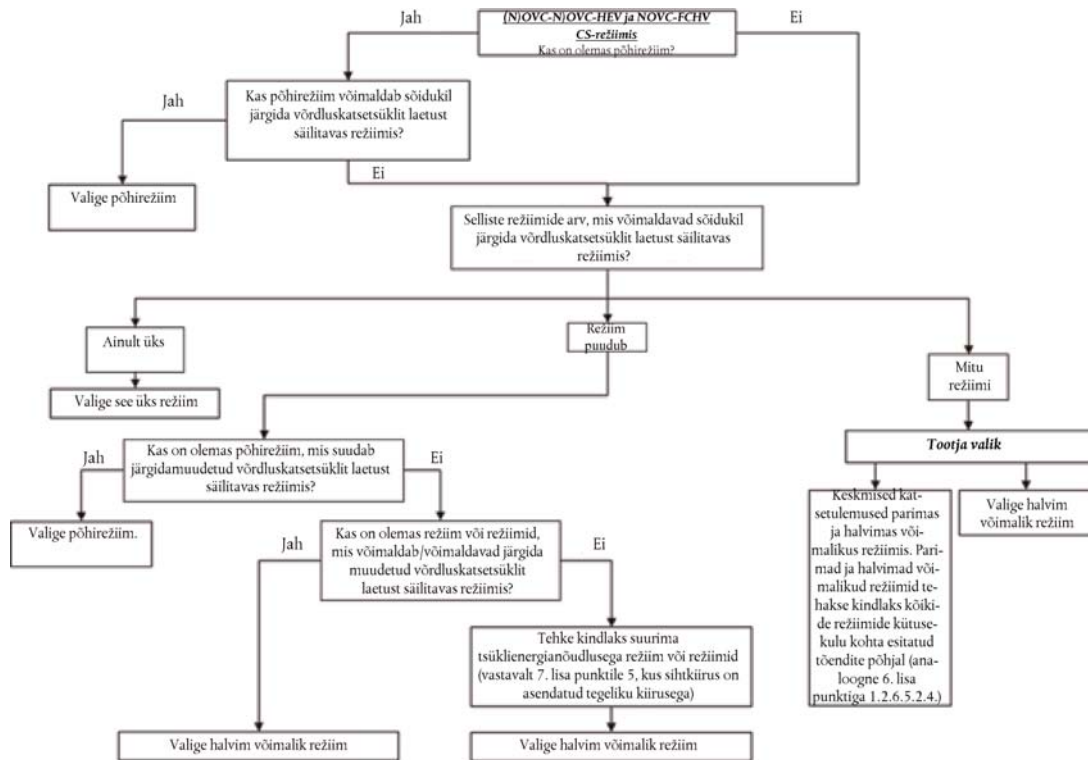 Jah
(N)OVC-N)OVC-HEV ja NOVC-FCHV
CS-režiimis
Kas on olemas põhirežiim?
Ei
Jah
Kas põhirežiim võimaldab sõidukil
järgida võrdluskatsetsüklit laetust
säilitavas režiimis?
Ei
Valige põhirežiim
Selliste režiimide arv, mis võimaldavad sõidukil
järgida võrdluskatsetsüklit laetust säilitavas
režiimis?
Ainult üks
Režiim
puudub
Mitu
režiimi
Valige see üks režiim
Tootja valik
Jah
Kas on olemas põhirežiim, mis suudab
järgidamuudetud võrdluskatsetsüklit laetust
säilitavas režiimis?
Ei
Keskmised kat-
setulemused parimas
ja halvimas või-
malikus režiimis. Pari-
mad ja halvimad või-
malikud režiimid te-
hakse kindlaks kõiki-
de režiimide kütuse-
kulu kohta esitatud
tõendite põhjal (ana-
loogne 6. lisa
punktiga 1.2.6.5.2.4.)
Valige halvim
võimalik režiim
Valige põhirežiim.
Jah
Kas on olemas režiim või režiimid,
mis võimaldab/võimaldavad järgida
muudetud võrdluskatsetsüklit
laetust säilitavas režiimis?
Ei
Tehke kindlaks suurima
tsüklienergianõudlusega režiim või režiimid
(vastavalt 7. lisa punktile 5, kus sihtkiirus on
asendatud tegeliku kiirusega)
Valige halvim võimalik režiim
Valige halvim võimalik režiim